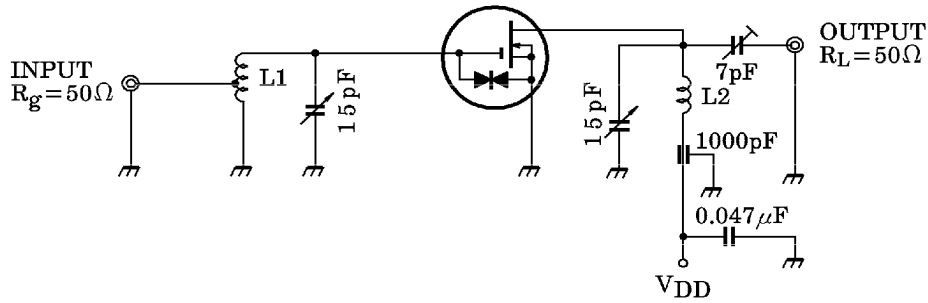 INPUT
Rg=50Ω
L1
15pF
15pF
7pF
L2
1000pF
0.047μF
VDD
OUTPUT
RL=50Ω